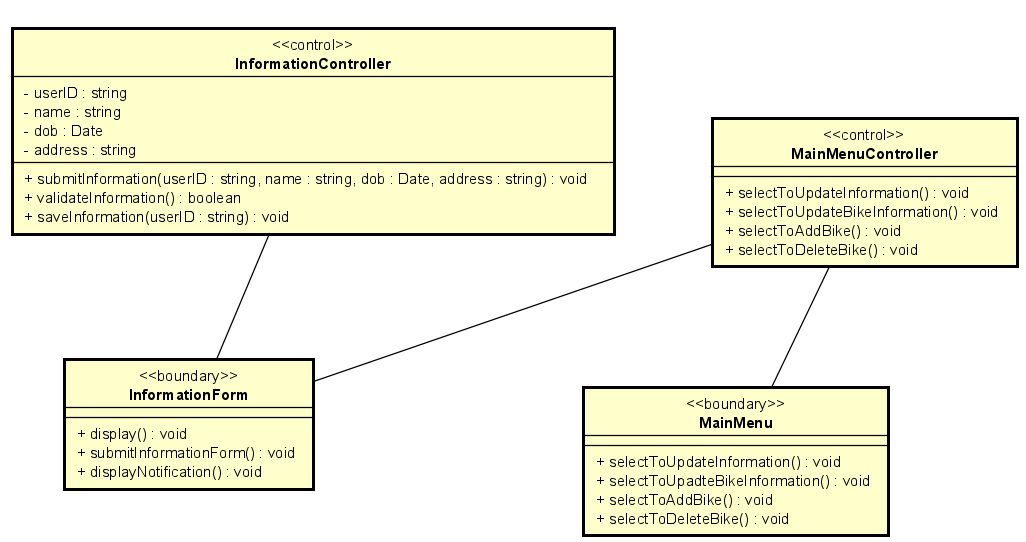 <<control>>
InformationController
- userID : string
- name : string
- dob : Date
- address : string
+ submitInformation(userID : string, name : string, dob : Date, address : string) : void
+ validateInformation() : boolean
+ saveInformation(userID : string) : void
<<control>>
MainMenuController
+ selectToUpdateInformation() : void
+ selectToUpdateBikeInformation() : void
+ selectToAddBike() : void
+ selectToDeleteBike() : void
<<boundary>>
InformationForm
+ display() : void
+ submitInformationForm() : void
+ displayNotification() : void
<<boundary>>
MainMenu
+ selectToUpdateInformation() : void
+ selectToUpadteBikeInformation() : void
+ selectToAddBike() : void
+ selectToDeleteBike() : void